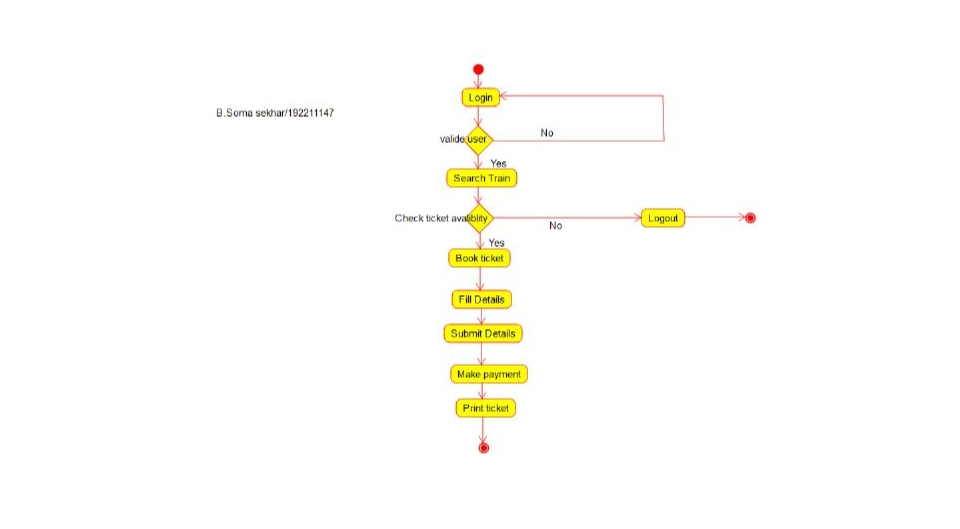 Login
B.Soma sekhar/192211147
valide user
No
Yes
Search Train
Check ticket avaliblity
No
Logout
Yes
Book ticket
Fill Details
Submit Details
Make payment
Print ticket